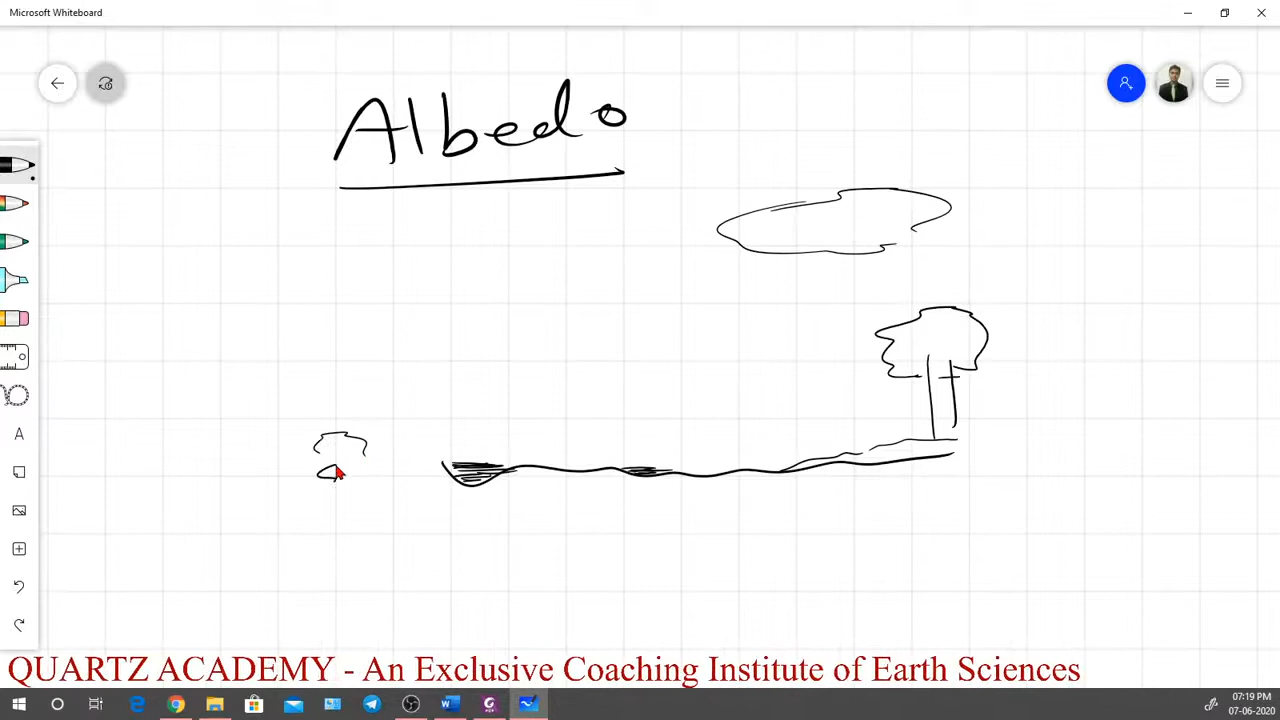 Microsoft Whiteboard
Albedo
A
QUARTZ ACADEMY - An Exclusive Coaching Institute of Earth Sciences
07:19 PM
07-06-2020